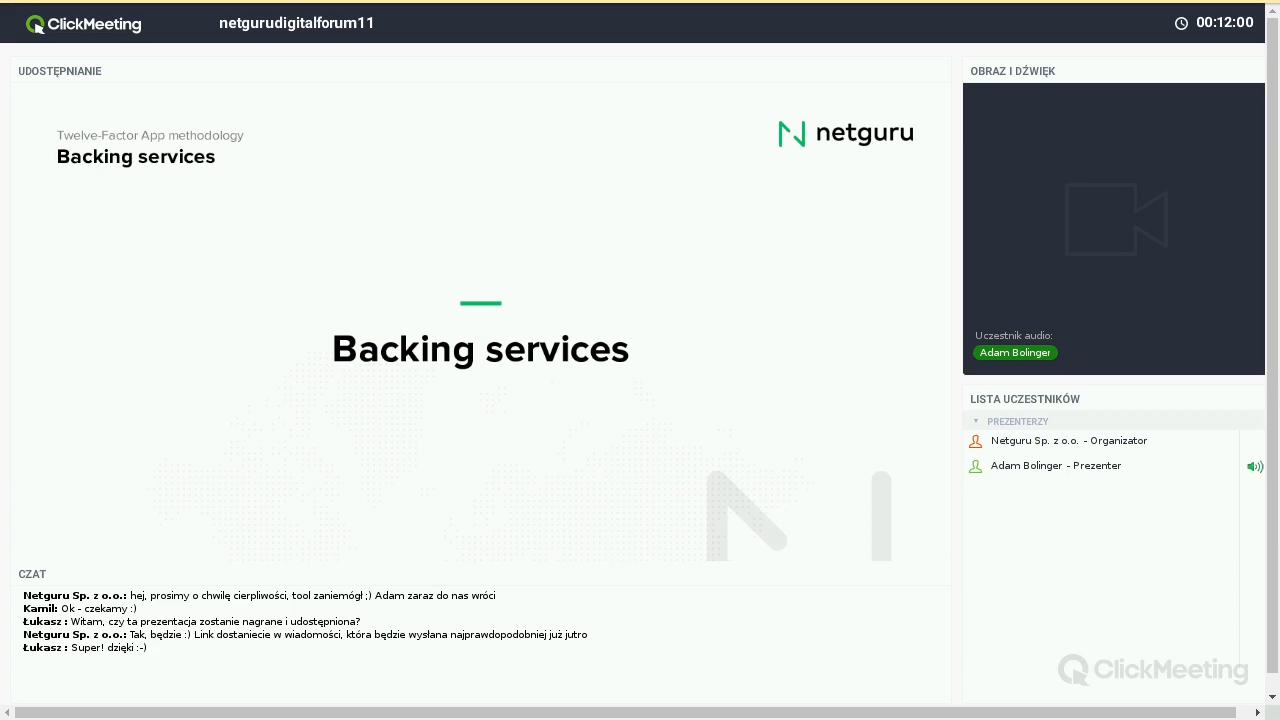 ClickMeeting
netgurudigitalforum11
00:12:00
UDOSTĘPNIANIE
Twelve-Factor App methodology
Backing services
netguru
Backing services
CZAT
Netguru Sp. z o.o.: hej, prosimy o chwilę cierpliwości, tool zaniemógł ;) Adam zaraz do nas wróci
Kamil: Ok - czekamy :)
Łukasz : Witam, czy ta prezentacja zostanie nagrane i udostępniona?
Netguru Sp. z o.o.: Tak, będzie :) Link dostaniecie w wiadomości, która będzie wysłana najprawdopodobniej już jutro
Łukasz : Super! dzięki :-)
OBRAZ I DŹWIĘK
Uczestnik audio:
Adam Bolinger
LISTA UCZESTNIKÓW
PREZENTERZY
Netguru Sp. z o.o. - Organizator
Adam Bolinger - Prezenter
ClickMeeting